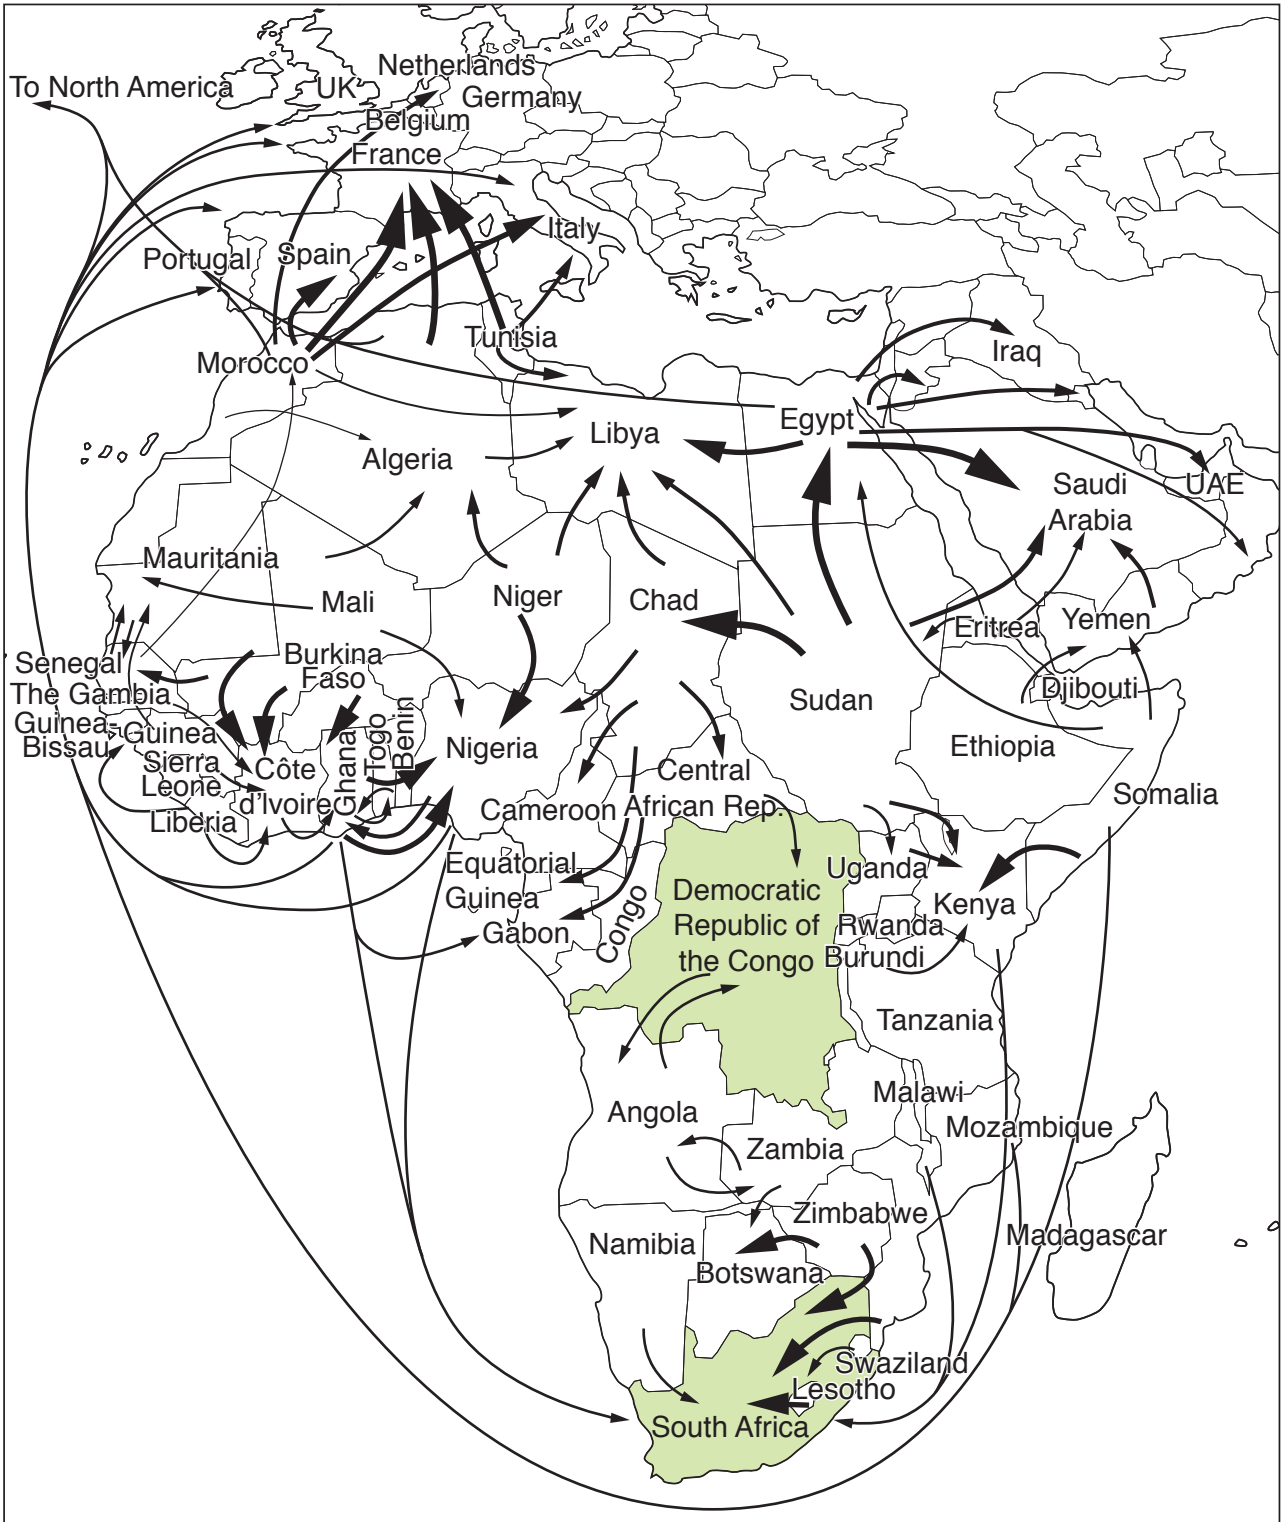 Netherlands
To North America
UK
Germany
Belgium
France
Italy
Portugal
Spain
Tunisia
Morocco
Iraq
Egypt
Libya
Algeria
Saudi
Arabia
UAE
Mauritania
Mali
Niger
Chad
Eritrea
Yemen
Senegal
Burkina
Faso
The Gambia
Djibouti
Sudan
Guinea-
Bissau
Guinea
Togo
Benin
Nigeria
Ethiopia
Sierra
Leone
Côte
d'Ivoire
Ghana
Central
African Rep.
Cameroon
Somalia
Liberia
Equatorial
Guinea
Uganda
Democratic
Republic of
the Congo
Kenya
Congo
Rwanda
Gabon
Burundi
Tanzania
Malawi
Angola
Mozambique
Zambia
Zimbabwe
Madagascar
Namibia
Botswana
Swaziland
Lesotho
South Africa